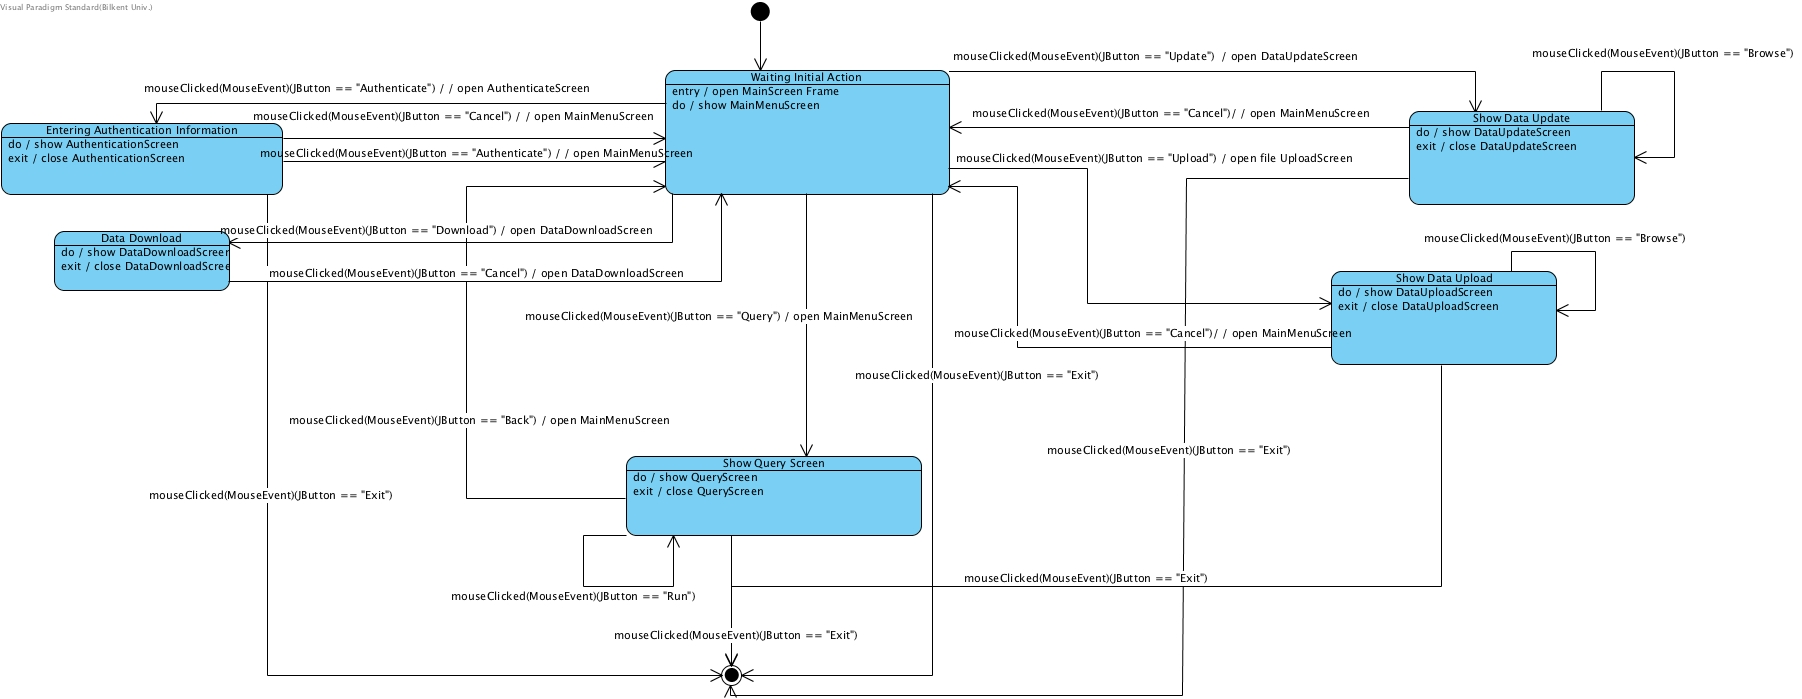 Visual Paradigm Standard(Bilkent Univ.)
mouseClicked(MouseEvent)(JButton == "Update") / open DataUpdateScreen
mouseClicked(MouseEvent)(JButton == "Browse")
Waiting Initial Action
entry / open MainScreen Frame
do / show MainMenuScreen
mouseClicked(MouseEvent)(JButton == "Authenticate") / / open AuthenticateScreen
mouseClicked(MouseEvent)(JButton == "Cancel") / / open MainMenuScreen
mouseClicked(MouseEvent)(JButton == "Cancel")/ / open MainMenuScreen
Show Data Update
do / show DataUpdateScreen
exit / close DataUpdateScreen
Entering Authentication Information
do / show AuthenticationScreen
exit / close AuthenticationScreen
mouseClicked(MouseEvent)(JButton == "Authenticate") / / open MainMenuScreen
mouseClicked(MouseEvent)(JButton == "Upload") / open file UploadScreen
mouseClicked(MouseEvent)(JButton == "Download") / open DataDownloadScreen
Data Download
do / show DataDownloadScreen
exit / close DataDownloadScree
mouseClicked(MouseEvent)(JButton == "Cancel") / open DataDownloadScreen
mouseClicked(MouseEvent)(JButton == "Browse")
Show Data Upload
do / show DataUploadScreen
exit / close DataUploadScreen
mouseClicked(MouseEvent)(JButton == "Query") / open MainMenuScreen
mouseClicked(MouseEvent)(JButton == "Cancel")/ / open MainMenuScreen
mouseClicked(MouseEvent)(JButton == "Exit")
mouseClicked(MouseEvent)(JButton == "Back") / open MainMenuScreen
mouseClicked(MouseEvent)(JButton == "Exit")
Show Query Screen
do / show QueryScreen
exit / close QueryScreen
mouseClicked(MouseEvent)(JButton == "Exit")
mouseClicked(MouseEvent)(JButton == "Exit")
mouseClicked(MouseEvent)(JButton == "Run")
mouseClicked(MouseEvent)(JButton == "Exit")